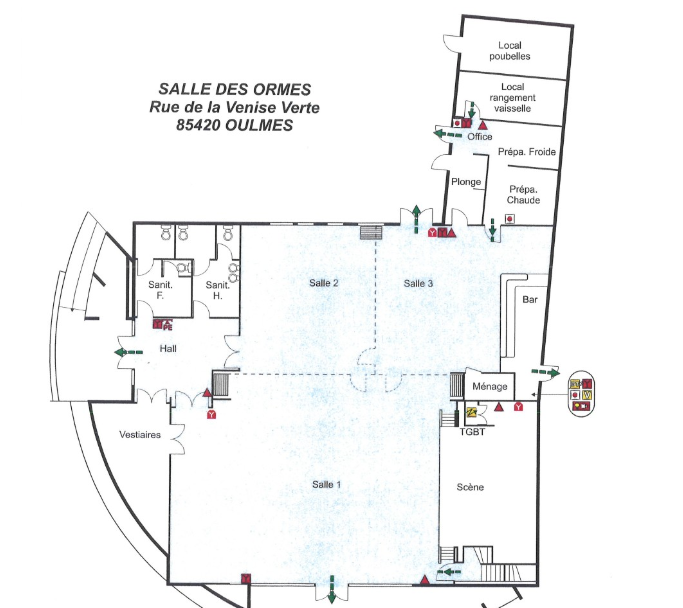 SALLE DES ORMES
Rue de la Venise Verte
85420 OULMES
Local
poubelles
Local
rangement
vaisselle
Office
Prépa. Froide
Plonge
Prépa.
Chaude
Sanit.
F.
Sanit.
H.
Salle 2
Salle 3
Bar
PE
Hall
Ménage
TGBT
Vestiaires
Salle 1
Scène